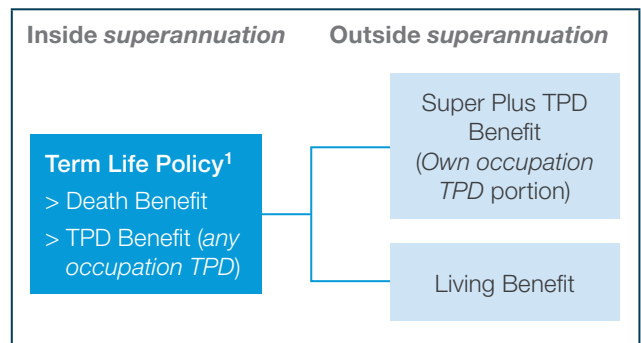 Inside superannuation
Outside superannuation
Term Life Policy1
> Death Benefit
> TPD Benefit (any
occupation TPD)
Super Plus TPD
Benefit
(Own occupation
TPD portion)
Living Benefit